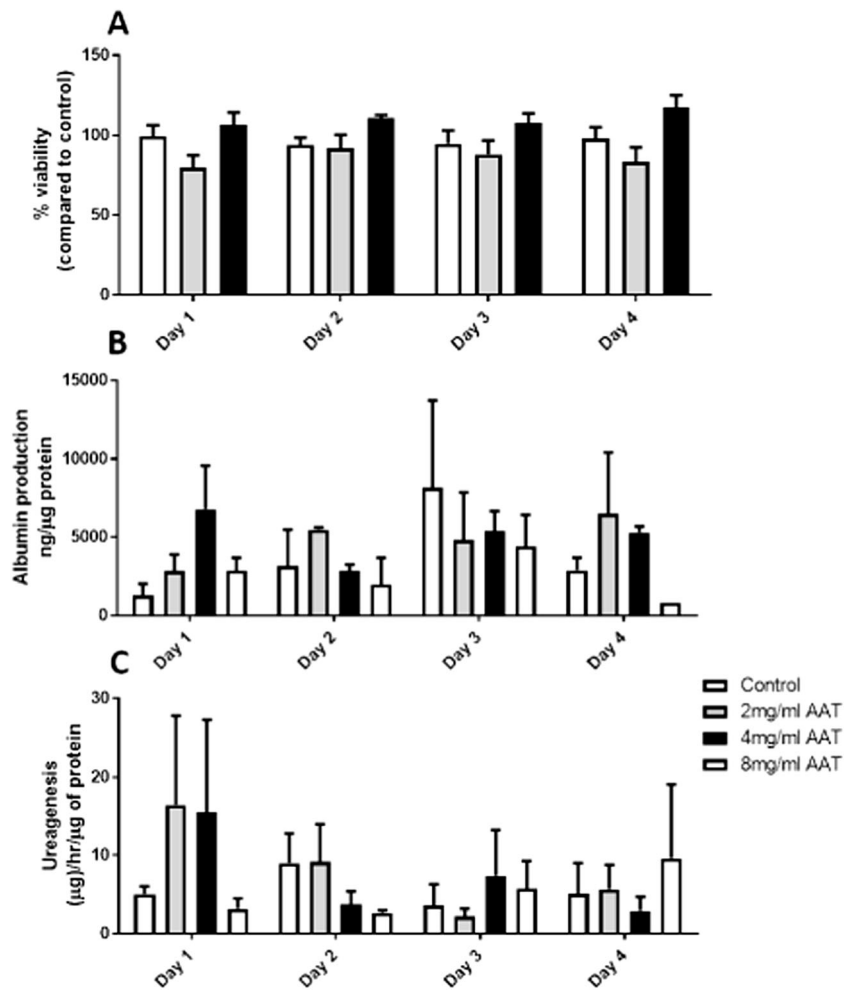 A
150
100
50
0
% viability
(compared to control)
Day 1
Day 2
Day 3
Day 4
B
15000
10000
5000
0
Albumin production
ng/µg protein
Day 1
Day 2
Day 3
Day 4
C
30
20
10
0
Ureagenesis
(µg)/hr/µg of protein
Day 1
Day 2
Day 3
Day 4
Control
2mg/ml AAT
4mg/ml AAT
8mg/ml AAT